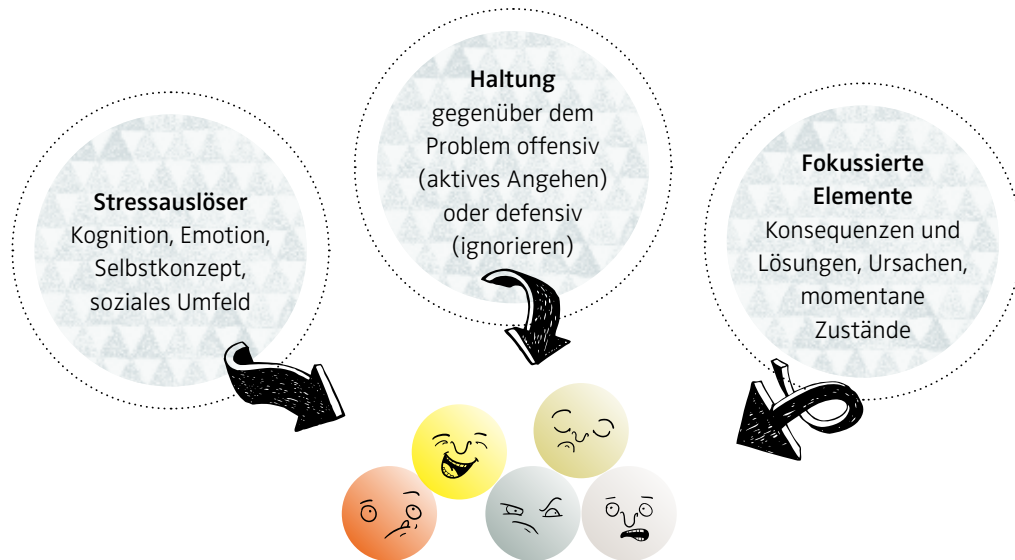 Stressauslöser
Kognition, Emotion,
Selbstkonzept,
soziales Umfeld
Haltung
gegenüber dem
Problem offensiv
(aktives Angehen)
oder defensiv
(ignorieren)
Fokussierte
Elemente
Konsequenzen und
Lösungen, Ursachen,
momentane
Zustände